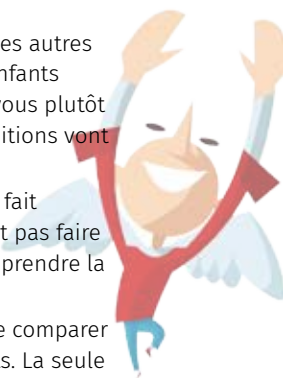 es autres
nfants
vous plutôt
itions vont
fait
t pas faire
prendre la
e comparer
s. La seule